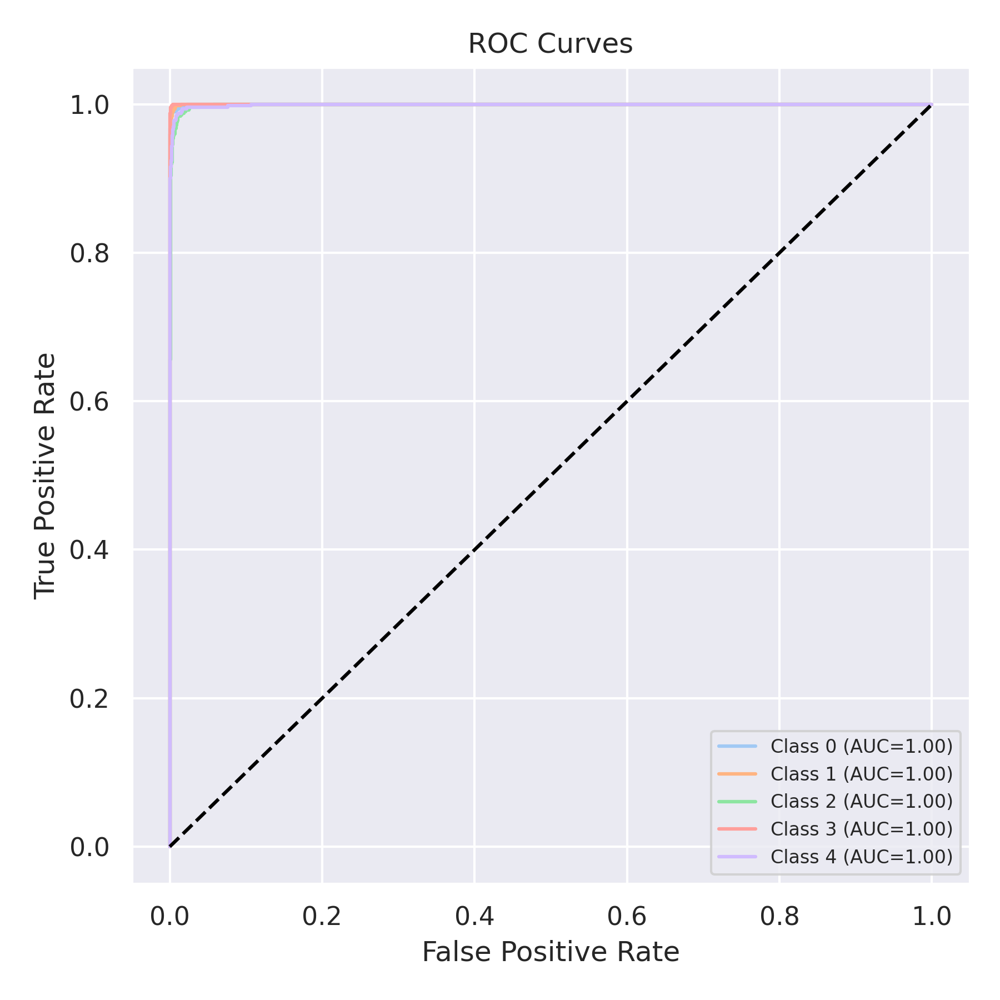 ROC Curves
1.0
0.8
0.6
0.4
0.2
0.0
True Positive Rate
Class 0 (AUC=1.00)
Class 1 (AUC=1.00)
Class 2 (AUC=1.00)
Class 3 (AUC=1.00)
Class 4 (AUC=1.00)
0.0 0.2 0.4 0.6 0.8 1.0
False Positive Rate